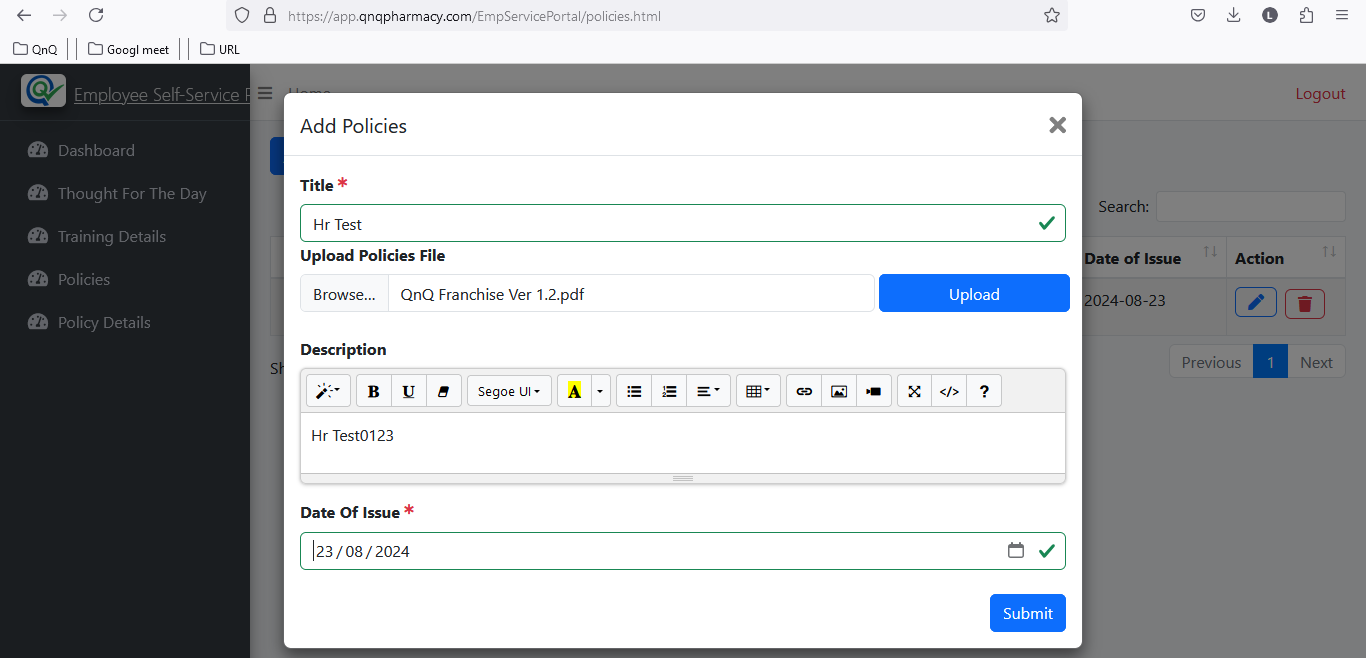 https://app.qnqpharmacy.com/EmpServicePortal/policies.html
L
QnQ
Googl meet
URL
Employee Self-Service P
Home
Logout
Add Policies
Dashboard
Thought For The Day
Training Details
Policies
Policy Details
Title *
Hr Test
Search:
Upload Policies File
Date of Issue
Action
Browse...
QnQ Franchise Ver 1.2.pdf
Upload
2024-08-23
Description
Previous
1
Next
Sh
B U Segoe UI A </> ?
Hr Test0123
Date Of Issue *
23 / 08 / 2024
Submit